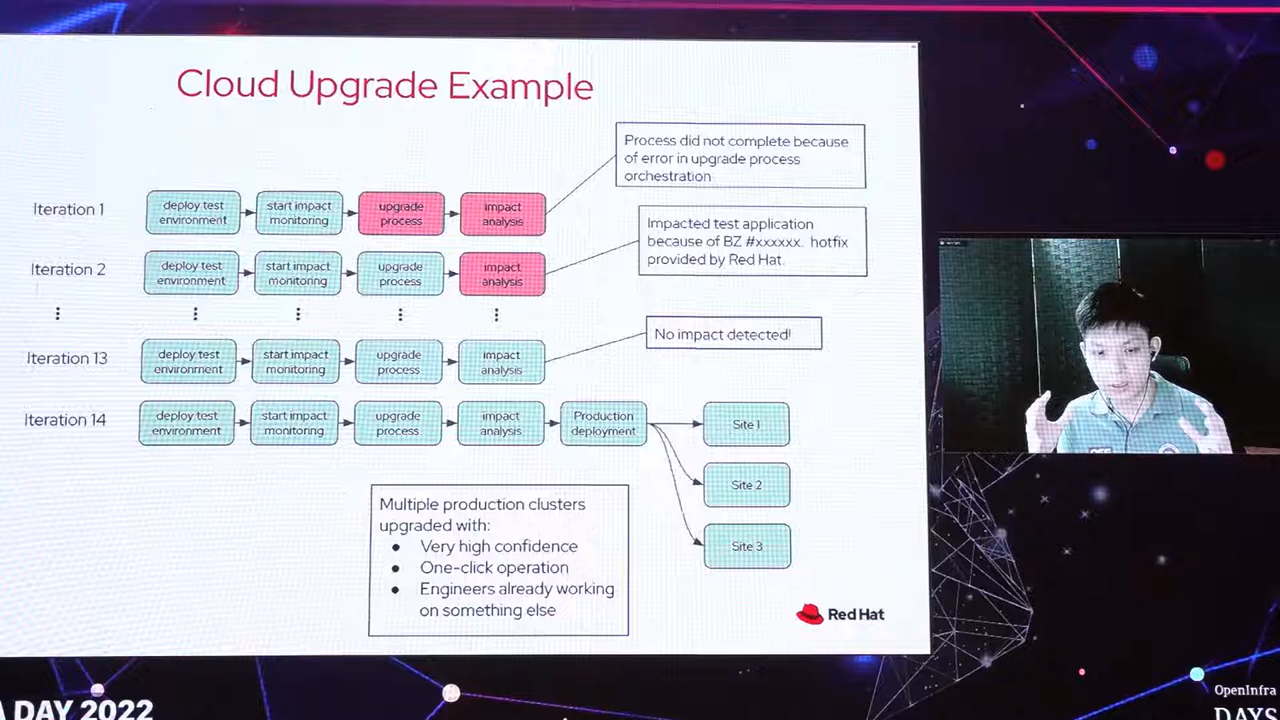 Cloud Upgrade Example
Process did not complete because
of error in upgrade process
orchestration
Iteration 1
deploy test
environment
start impact
monitoring
upgrade
process
impact
analysis
Impacted test application
because of BZ #xxxxxx. hotfix
provided by Red Hat.
Iteration 2
deploy test
environment
start impact
monitoring
upgrade
process
impact
analysis
No impact detected!
Iteration 13
deploy test
environment
start impact
monitoring
upgrade
process
impact
analysis
Iteration 14
deploy test
environment
start impact
monitoring
upgrade
process
impact
analysis
Production
deployment
Site 1
Site 2
Site 3
Multiple production clusters
upgraded with:
● Very high confidence
● One-click operation
● Engineers already working
on something else
Red Hat
A DAY 2022
OpenInfra
DAYS